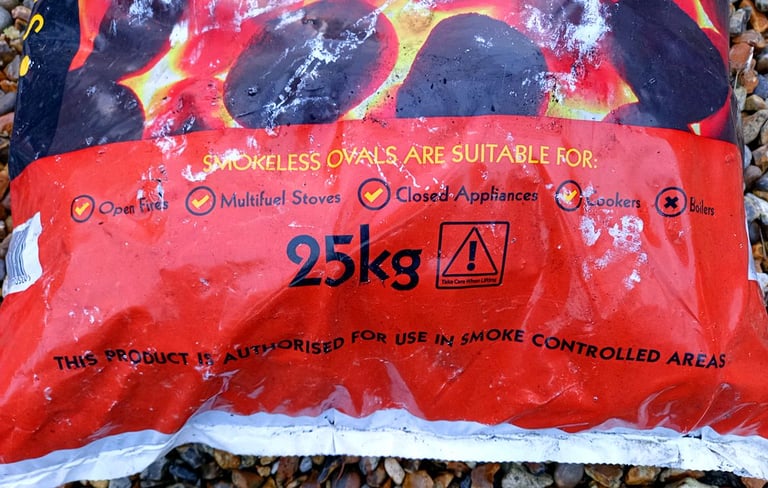 SMOKELESS OVALS ARE SUITABLE FOR:
Open Fires Multifuel Stoves Closed Appliances Cookers Boilers
25kg
Take Care When Lifting
THIS PRODUCT IS AUTHORISED FOR USE IN SMOKE CONTROLLED AREAS